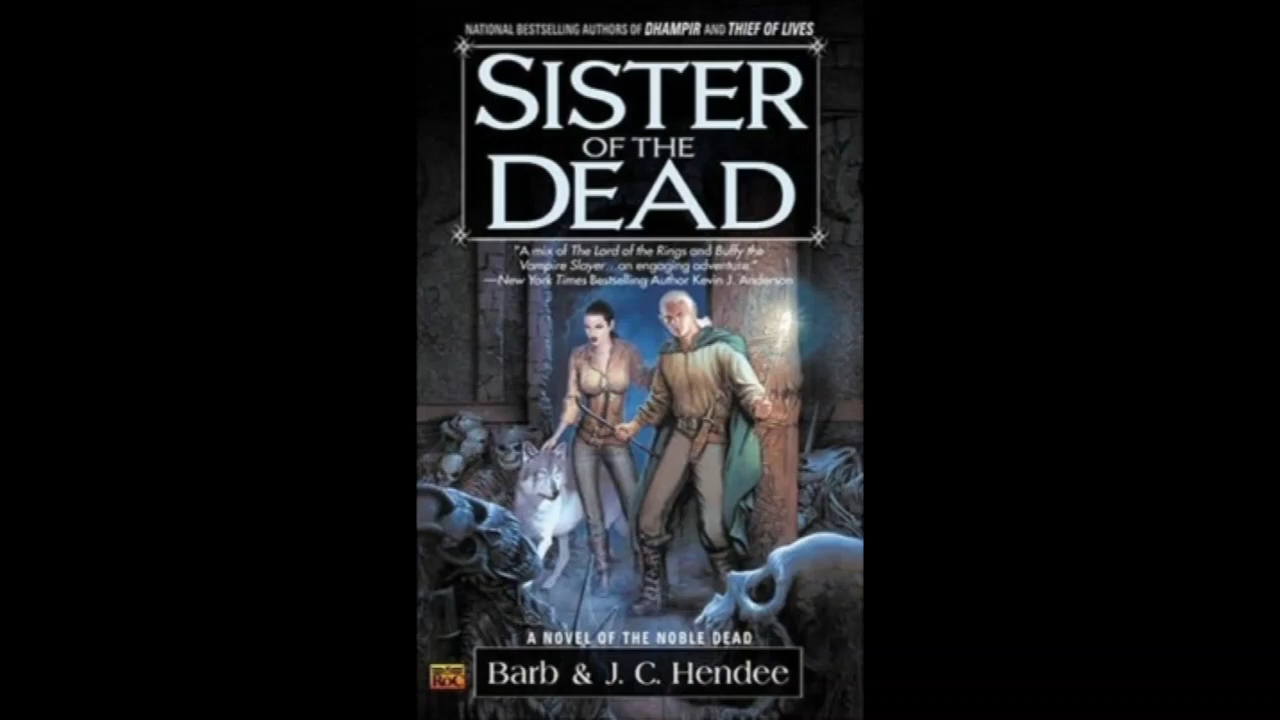 NATIONAL BESTSELLING AUTHORS OF DHAMPIR AND THIEF OF LIVES
SISTER
OF THE
DEAD
"A mix of The Lord of the Rings and Buffy the
Vampire Slayer...an engaging adventure."
—New York Times Bestselling Author Kevin J. Anderson
A NOVEL OF THE NOBLE DEAD
ROC
Barb & J. C. Hendee